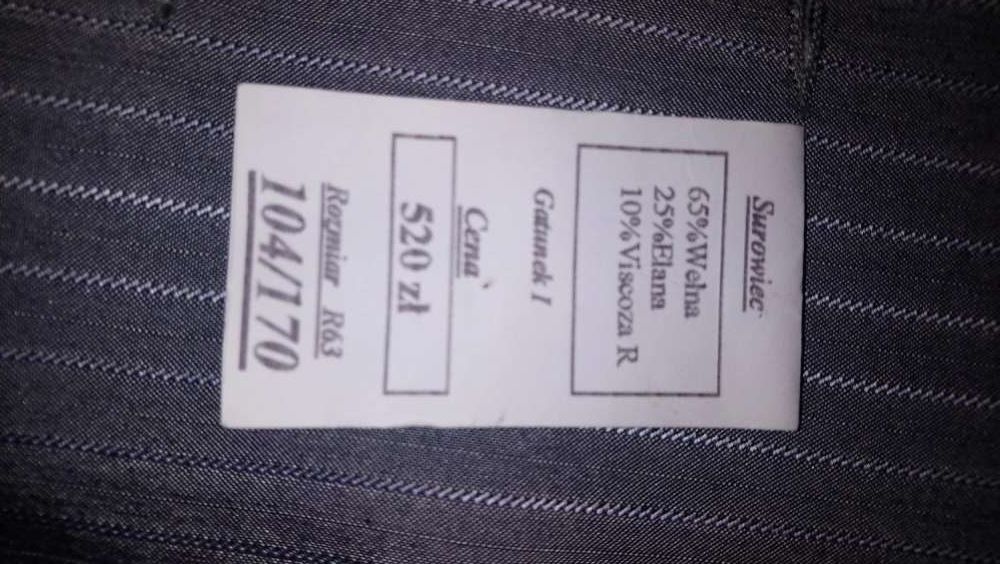 Surowiec
65%Wełna
25%Elana
10%Viscoza R
Gatunek I
Cena
520 zł
Rozmiar R63
104/170